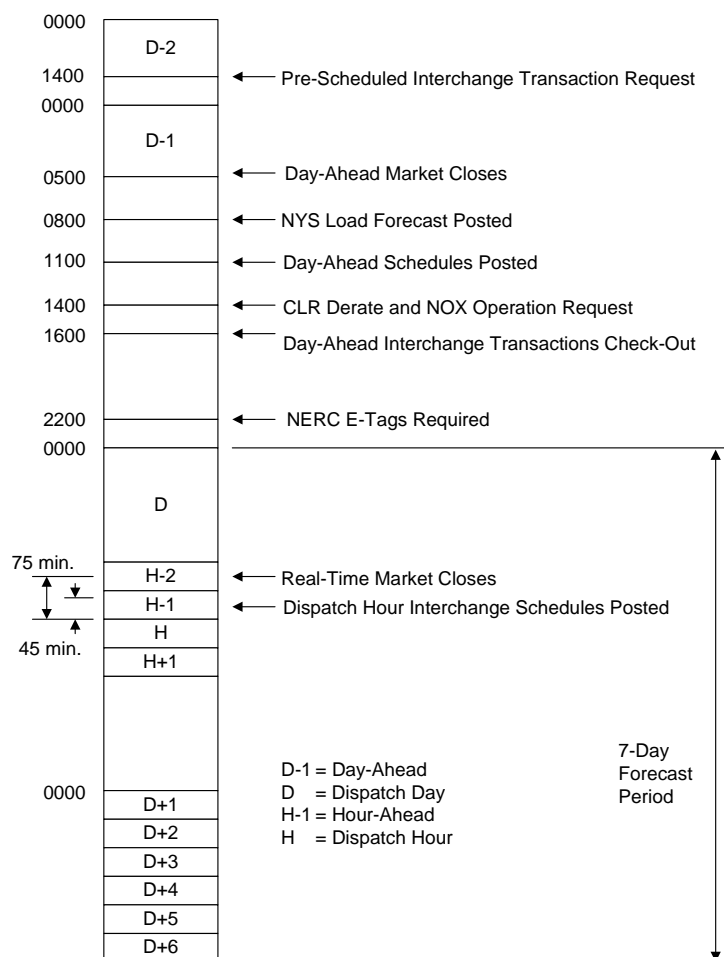 0000
D-2
1400
Pre-Scheduled Interchange Transaction Request
0000
D-1
0500
Day-Ahead Market Closes
0800
NYS Load Forecast Posted
1100
Day-Ahead Schedules Posted
1400
CLR Derate and NOX Operation Request
1600
Day-Ahead Interchange Transactions Check-Out
2200
NERC E-Tags Required
0000
D
75 min.
H-2
Real-Time Market Closes
H-1
Dispatch Hour Interchange Schedules Posted
45 min.
H
H+1
7-Day
Forecast
Period
D-1 = Day-Ahead
D = Dispatch Day
H-1 = Hour-Ahead
H = Dispatch Hour
0000
D+1
D+2
D+3
D+4
D+5
D+6